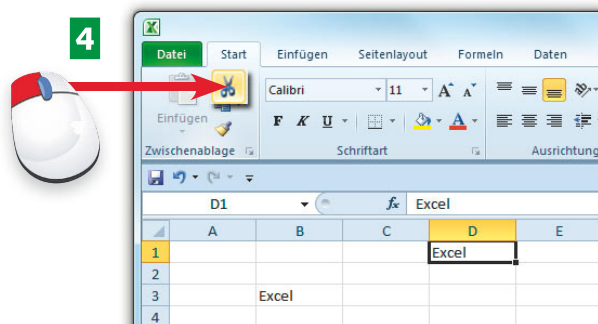 4
Datei Start Einfügen Seitenlayout Formeln Daten
Calibri 11 A A
Einfügen
F K U A
Zwischenablage Schriftart Ausrichtung
D1 fx Excel
A B C D E
1 Excel
2
3 Excel
4